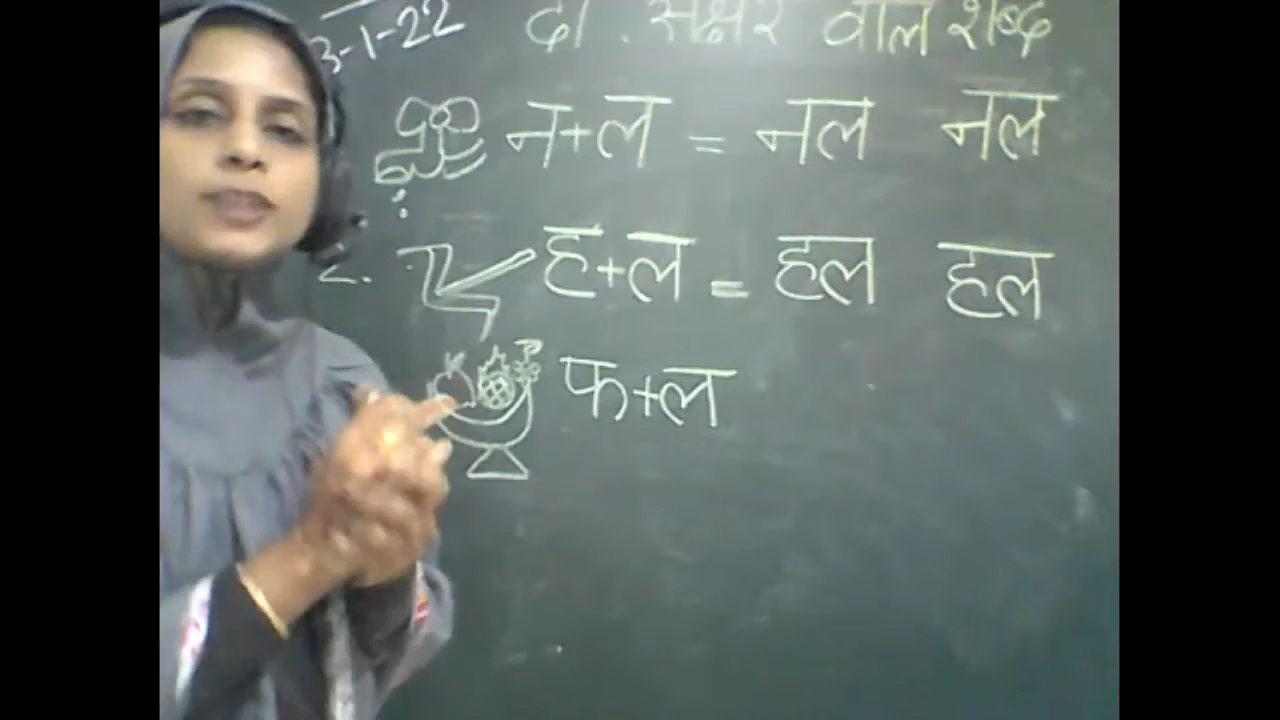 3-1-22 दो अक्षर वाले शब्द
न+ल = नल नल
2. ह+ल = हल हल
फ+ल